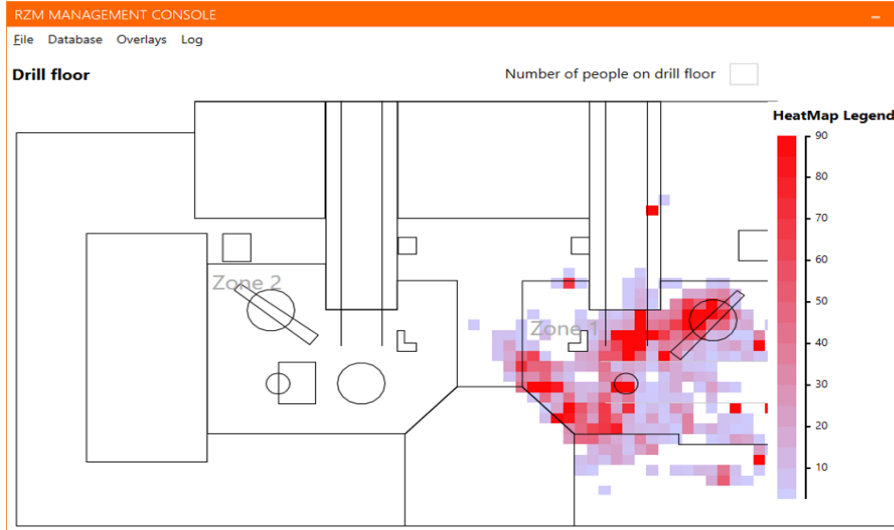 RZM MANAGEMENT CONSOLE
File Database Overlays Log
Drill floor
Number of people on drill floor
HeatMap Legend
90
80
70
60
50
40
30
20
10
Zone 2
Zone 1